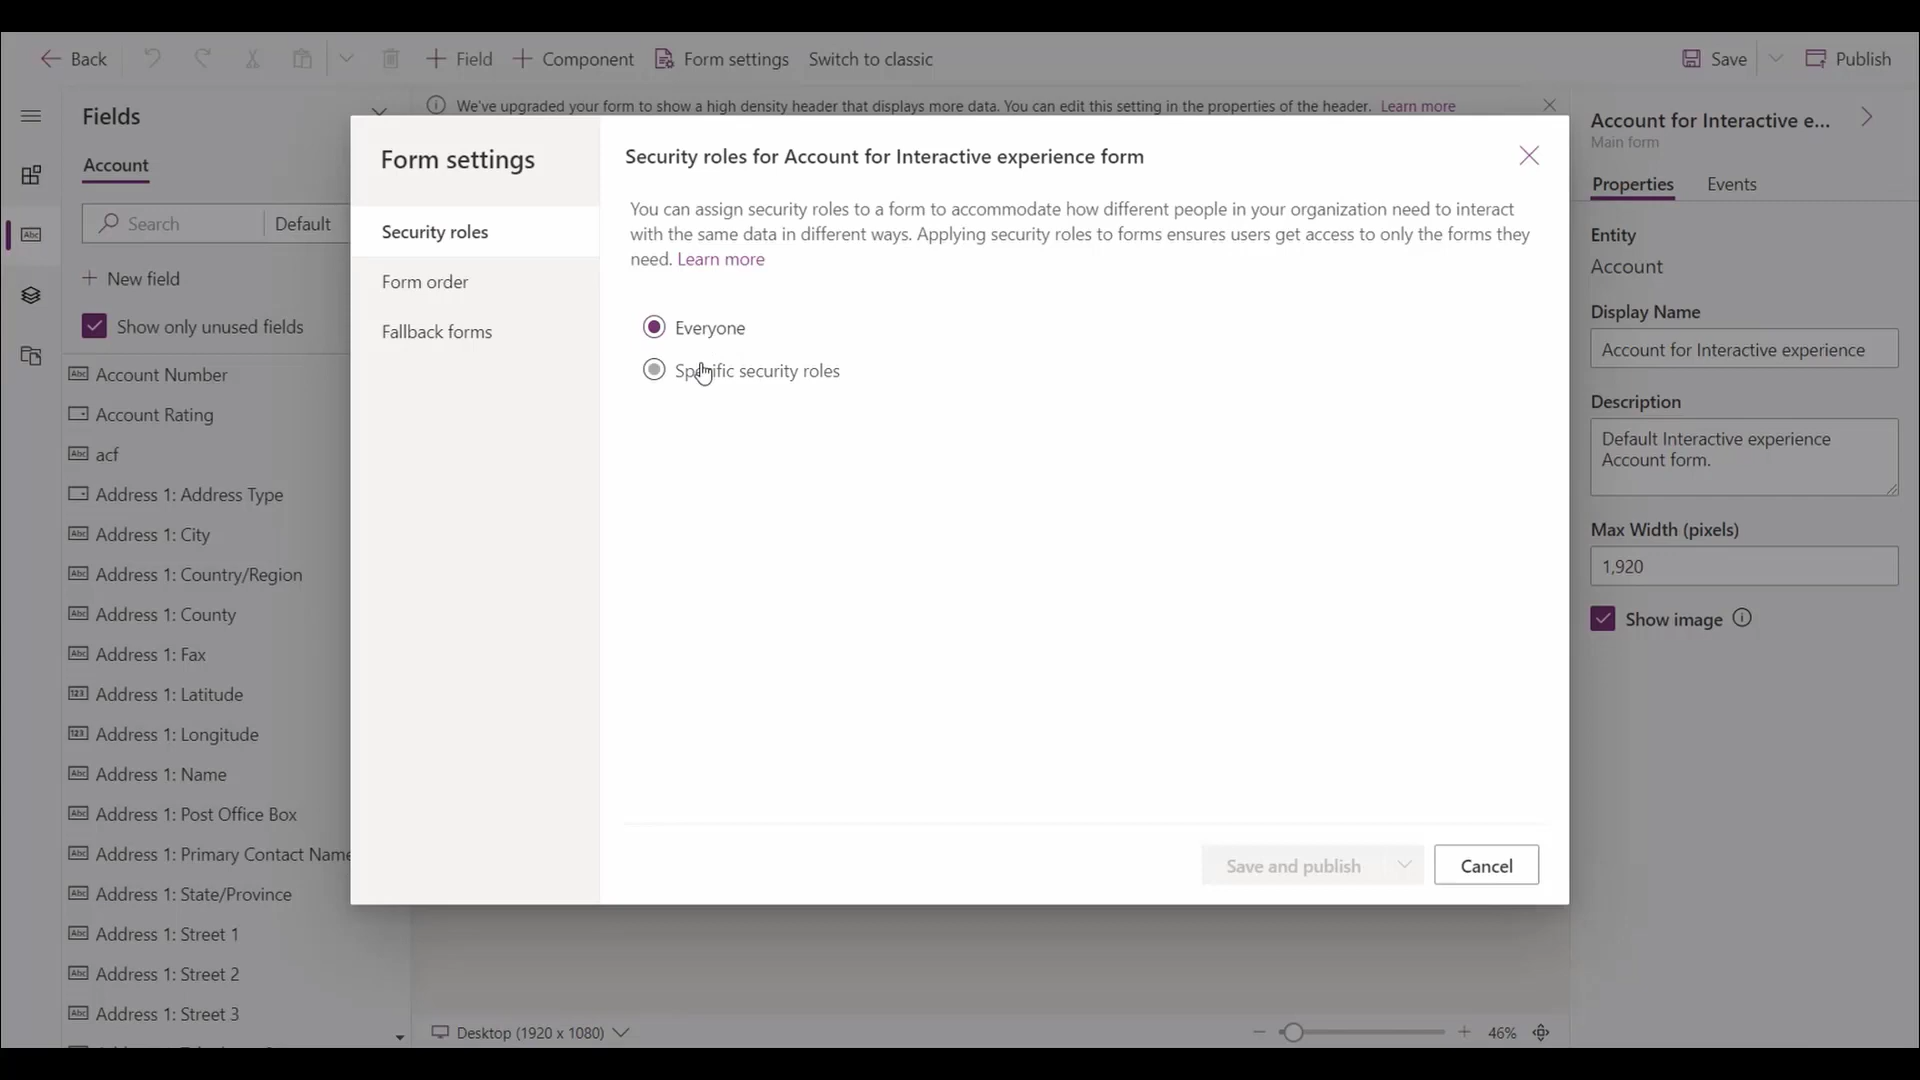 Back
Field
Component
Form settings
Switch to classic
Save
Publish
Fields
Account
Search
Default
New field
Show only unused fields
Account Number
Account Rating
acf
Address 1: Address Type
Address 1: City
Address 1: Country/Region
Address 1: County
Address 1: Fax
Address 1: Latitude
Address 1: Longitude
Address 1: Name
Address 1: Post Office Box
Address 1: Primary Contact Name
Address 1: State/Province
Address 1: Street 1
Address 1: Street 2
Address 1: Street 3
We've upgraded your form to show a high density header that displays more data. You can edit this setting in the properties of the header. Learn more
Form settings
Security roles
Form order
Fallback forms
Security roles for Account for Interactive experience form
You can assign security roles to a form to accommodate how different people in your organization need to interact
with the same data in different ways. Applying security roles to forms ensures users get access to only the forms they
need. Learn more
Everyone
Specific security roles
Save and publish
Cancel
Desktop (1920 x 1080)
46%
Account for Interactive e...
Main form
Properties
Events
Entity
Account
Display Name
Account for Interactive experience
Description
Default Interactive experience
Account form.
Max Width (pixels)
1,920
Show image